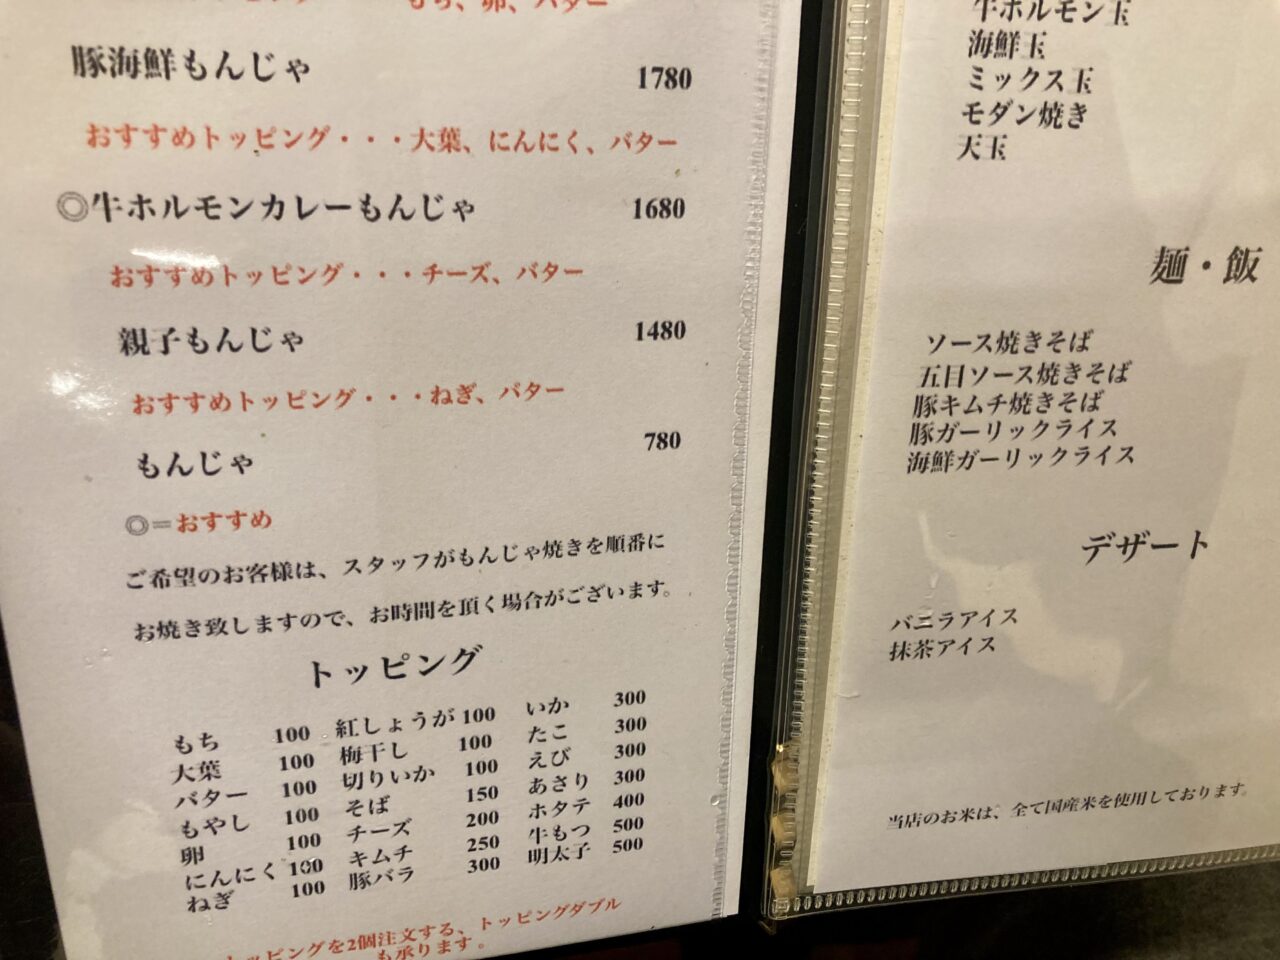 もち、卵、バター
豚海鮮もんじゃ 1780
おすすめトッピング・・・大葉、にんにく、バター
◎牛ホルモンカレーもんじゃ 1680
おすすめトッピング・・・チーズ、バター
親子もんじゃ 1480
おすすめトッピング・・・ねぎ、バター
もんじゃ 780
◎＝おすすめ
ご希望のお客様は、スタッフがもんじゃ焼きを順番に
お焼き致しますので、お時間を頂く場合がございます。
トッピング
もち 100 紅しょうが 100 いか 300
大葉 100 梅干し 100 たこ 300
バター 100 切りいか 100 えび 300
もやし 100 そば 150 あさり 300
卵 100 チーズ 200 ホタテ 400
にんにく 100 キムチ 250 牛もつ 500
ねぎ 100 豚バラ 300 明太子 500
トッピングを2個注文する、トッピングダブル
も承ります。
牛ホルモン玉
海鮮玉
ミックス玉
モダン焼き
天玉
麺・飯
ソース焼きそば
五目ソース焼きそば
豚キムチ焼きそば
豚ガーリックライス
海鮮ガーリックライス
デザート
バニラアイス
抹茶アイス
当店のお米は、全て国産米を使用しております。